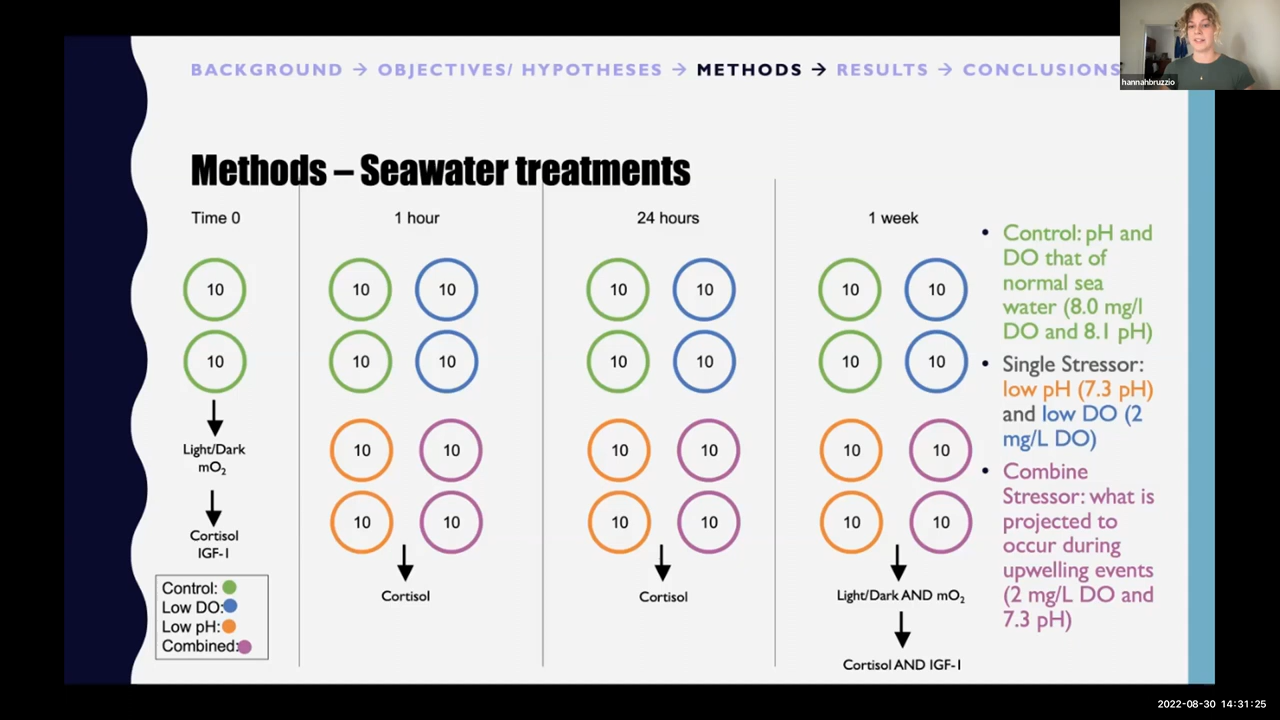 BACKGROUND → OBJECTIVES/ HYPOTHESES → METHODS → RESULTS → CONCLUSIONS
hannahbruzzio
Methods – Seawater treatments
Time 0
1 hour
24 hours
1 week
10
10 10
10 10
10 10
10
10 10
10 10
10 10
10 10
10 10
10 10
10 10
10 10
10 10
Light/Dark
mO₂
Cortisol
IGF-1
Cortisol
Cortisol
Light/Dark AND mO₂
Cortisol AND IGF-1
Control:
Low DO:
Low pH:
Combined:
• Control: pH and
DO that of
normal sea
water (8.0 mg/l
DO and 8.1 pH)
• Single Stressor:
low pH (7.3 pH)
and low DO (2
mg/L DO)
• Combine
Stressor: what is
projected to
occur during
upwelling events
(2 mg/L DO and
7.3 pH)
2022-08-30 14:31:25